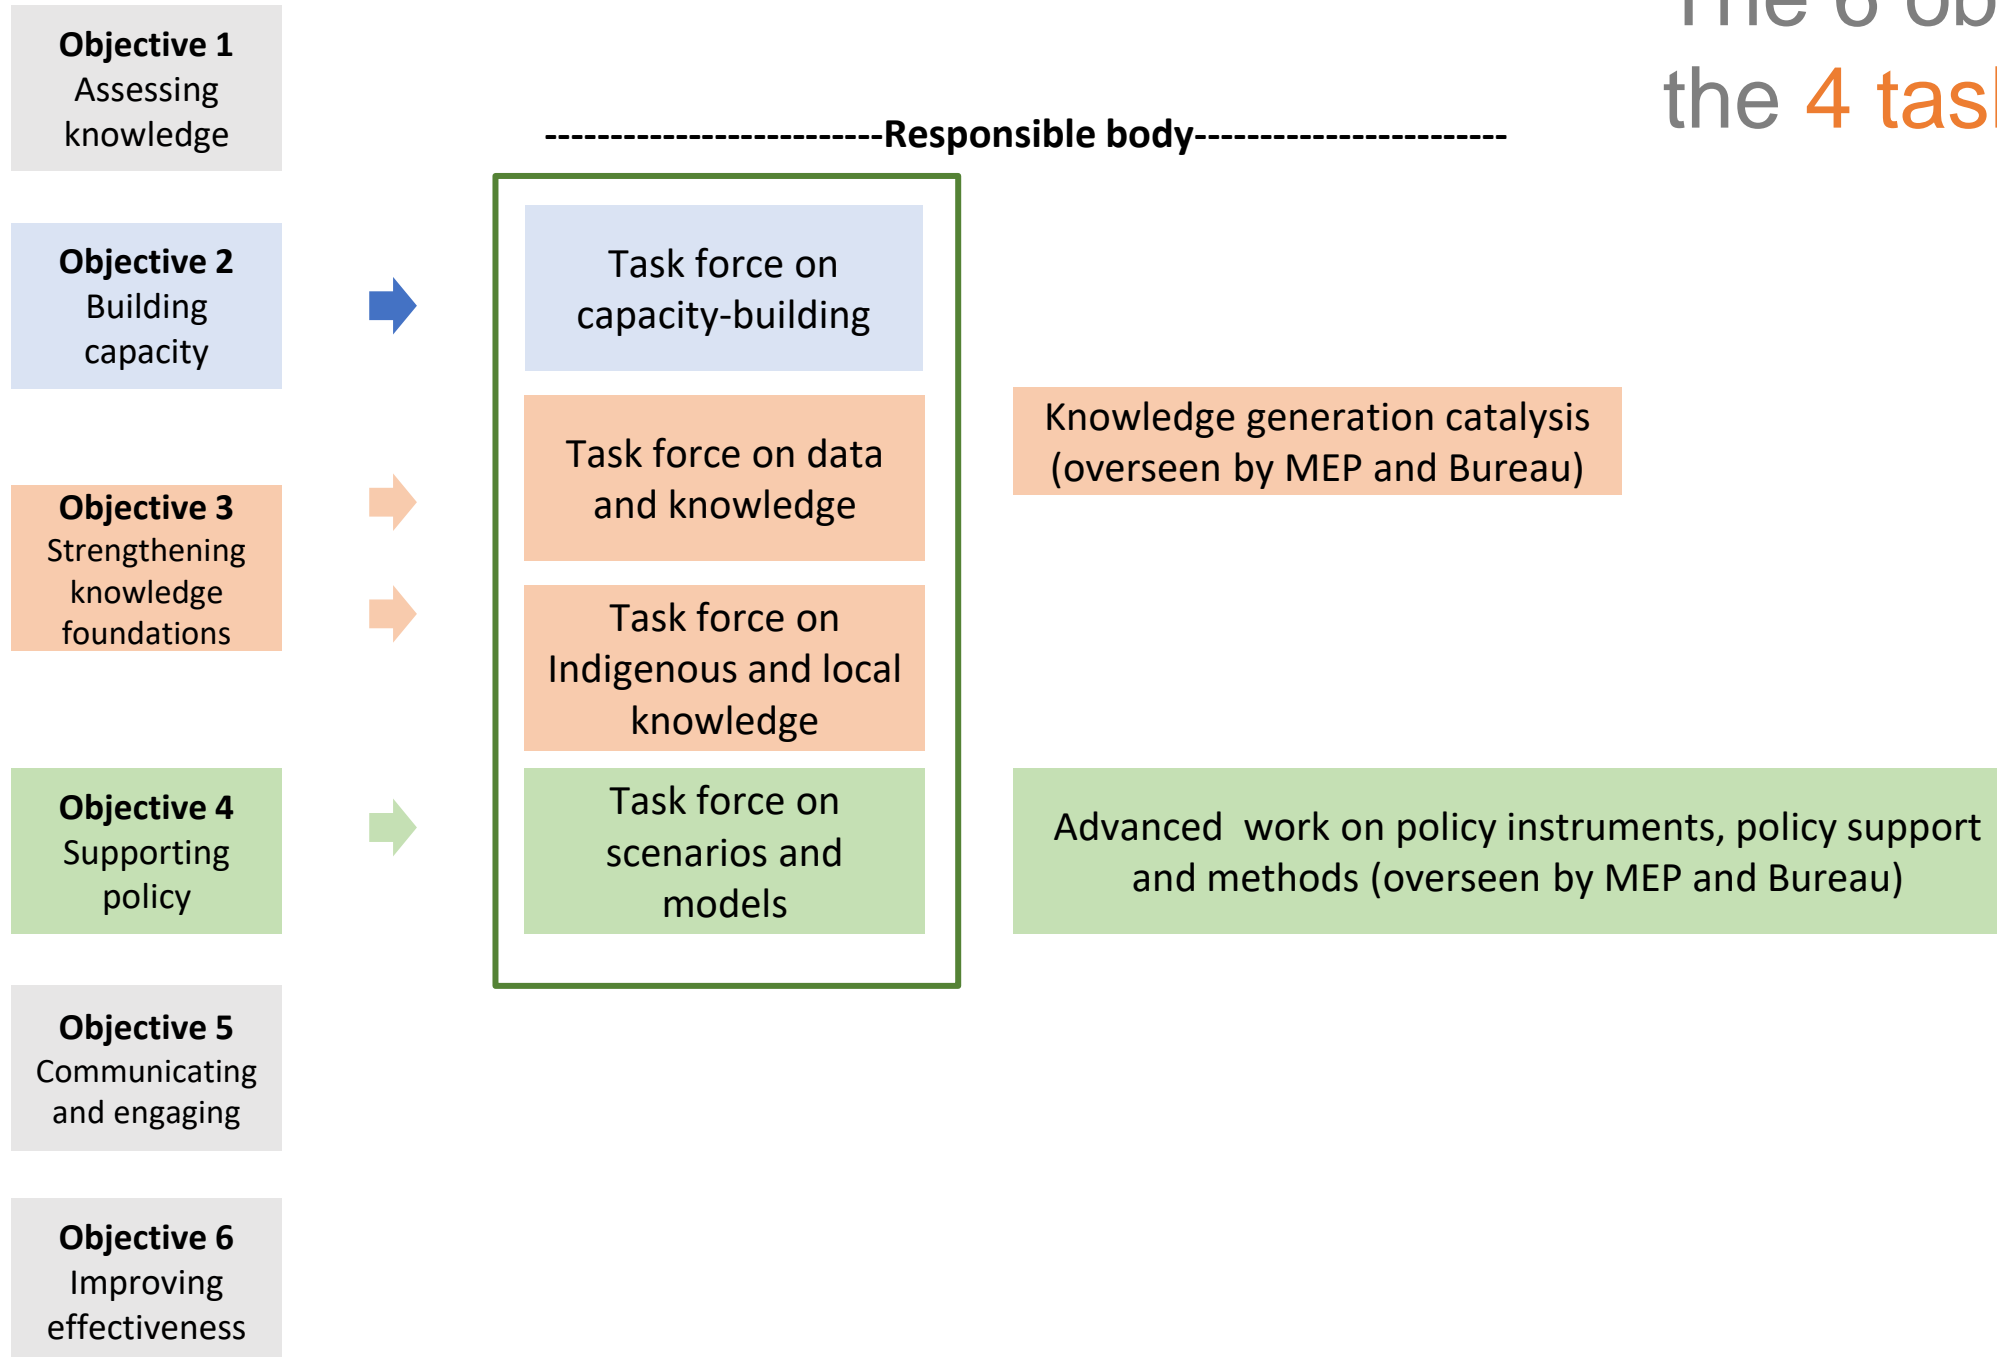 The 6 ob
the 4 tas
Objective 1
Assessing
knowledge
-------------------------Responsible body-----------------------
Objective 2
Building
capacity
Task force on
capacity-building
Objective 3
Strengthening
knowledge
foundations
Task force on data
and knowledge
Knowledge generation catalysis
(overseen by MEP and Bureau)
Task force on
Indigenous and local
knowledge
Objective 4
Supporting
policy
Task force on
scenarios and
models
Advanced  work on policy instruments, policy support
and methods (overseen by MEP and Bureau)
Objective 5
Communicating
and engaging
Objective 6
Improving
effectiveness